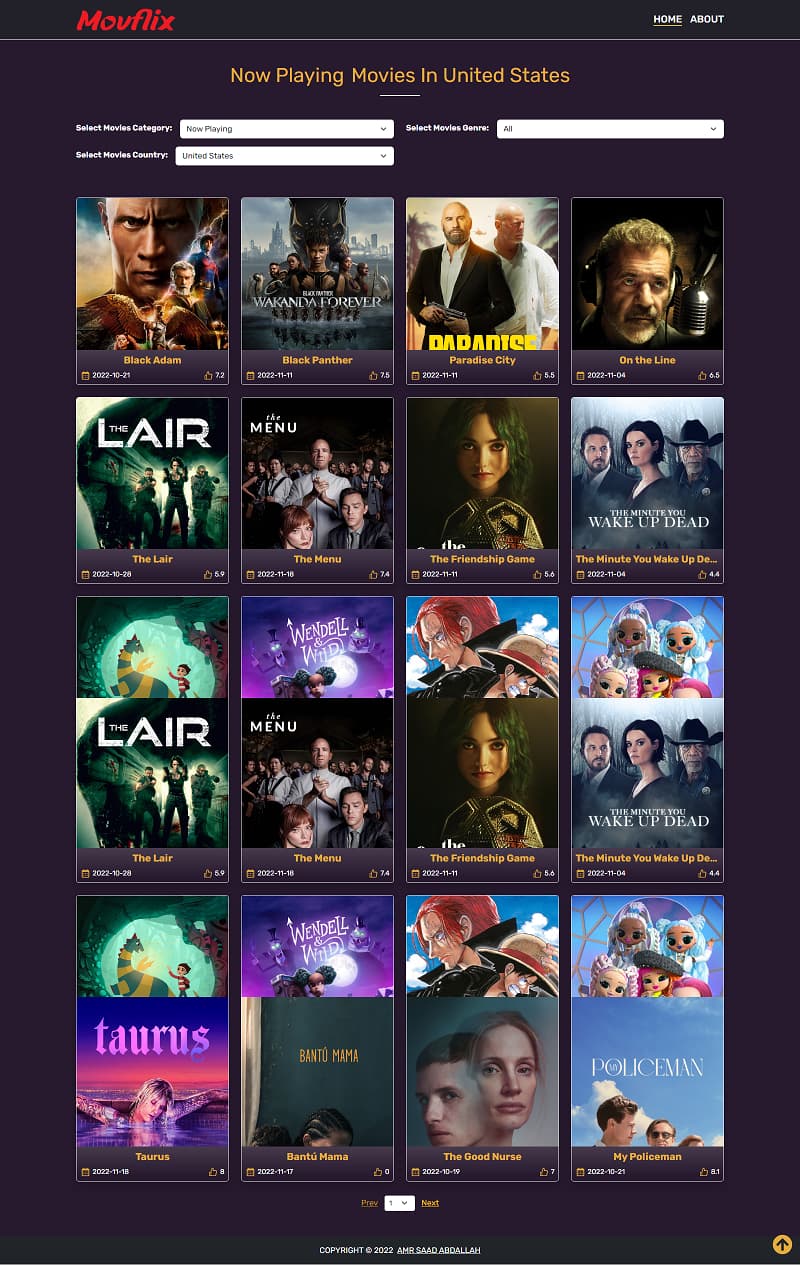 Movflix
HOME ABOUT
Now Playing Movies In United States
Select Movies Category: Now Playing
Select Movies Genre: All
Select Movies Country: United States
BLACK PANTHER
WAKANDA FOREVER
PARADISE
Black Adam
2022-10-21 7.2
Black Panther
2022-11-11 7.5
Paradise City
2022-11-11 5.5
On the Line
2022-11-04 6.5
THE
LAIR
the
MENU
the
THE MINUTE YOU
WAKE UP DEAD
The Lair
2022-10-28 5.9
The Menu
2022-11-18 7.4
The Friendship Game
2022-11-11 5.6
The Minute You Wake Up De...
2022-11-04 4.4
WENDELL
& WILD
THE
LAIR
the
MENU
the
THE MINUTE YOU
WAKE UP DEAD
The Lair
2022-10-28 5.9
The Menu
2022-11-18 7.4
The Friendship Game
2022-11-11 5.6
The Minute You Wake Up De...
2022-11-04 4.4
WENDELL
& WILD
taurus
BANTÚ MAMA
MY
POLICEMAN
Taurus
2022-11-18 8
Bantú Mama
2022-11-17 0
The Good Nurse
2022-10-19 7
My Policeman
2022-10-21 8.1
Prev 1 Next
COPYRIGHT © 2022 AMR SAAD ABDALLAH